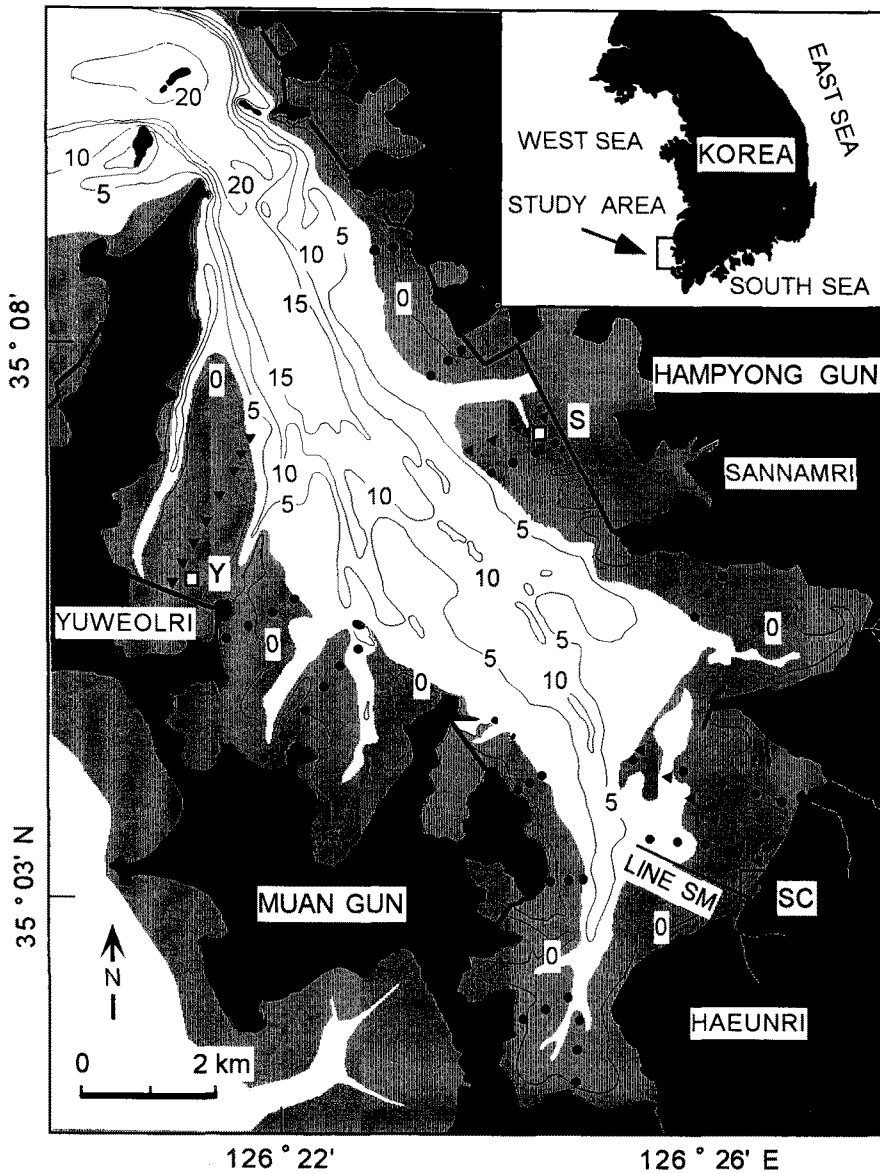 EAST SEA
WEST SEA
KOREA
STUDY AREA
SOUTH SEA
20
10
5
20
10
5
15
0
35 ° 08'
HAMPYONG GUN
0
15
5
S
10
5
10
5
SANNAMRI
Y
10
YUWEOLRI
5
0
0
5
10
0
5
35 ° 03' N
MUAN GUN
LINE SM
SC
0
0
N
HAEUNRI
0 2 km
126 ° 22'
126 ° 26' E